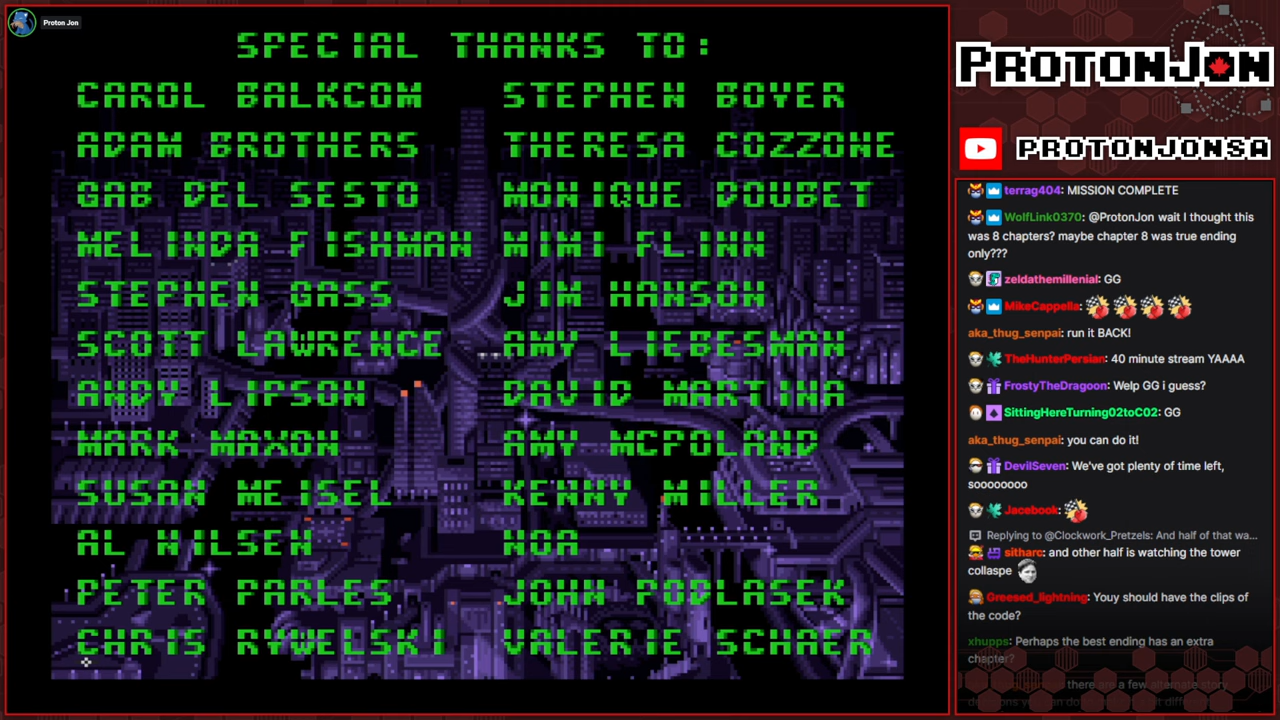 Proton Jon
SPECIAL THANKS TO:
CAROL BALKCOM STEPHEN BOYER
ADAM BROTHERS THERESA COZZONE
GAB DEL SESTO MONIQUE DOUBET
MELINDA FISHMAN MIMI FLINN
STEPHEN GASS JIM HANSON
SCOTT LAWRENCE AMY LIEBESMAN
ANDY LIPSON DAVID MARTINA
MARK MAXON AMY MCPOLAND
SUSAN MEISEL KENNY MILLER
AL NILSEN NOA
PETER PARLES JOHN PODLASEK
CHRIS RYWELSKI VALERIE SCHAER
PROTONJON
PROTONJONSA
terrag404: MISSION COMPLETE
WolfLink0370: @ProtonJon wait I thought this
was 8 chapters? maybe chapter 8 was true ending
only???
zeldathemillenial: GG
MikeCappella:
aka_thug_senpai: run it BACK!
TheHunterPersian: 40 minute stream YAAAA
FrostyTheDragoon: Welp GG i guess?
SittingHereTurning02toC02: GG
aka_thug_senpai: you can do it!
DevilSeven: We've got plenty of time left,
soooooooo
Jacebook:
Replying to @Clockwork_Pretzels: And half of that wa...
sitharc: and other half is watching the tower
collaspe
Greesed_lightning: Youy should have the clips of
the code?
xhupps: Perhaps the best ending has an extra
chapter?
there are a few alternate story